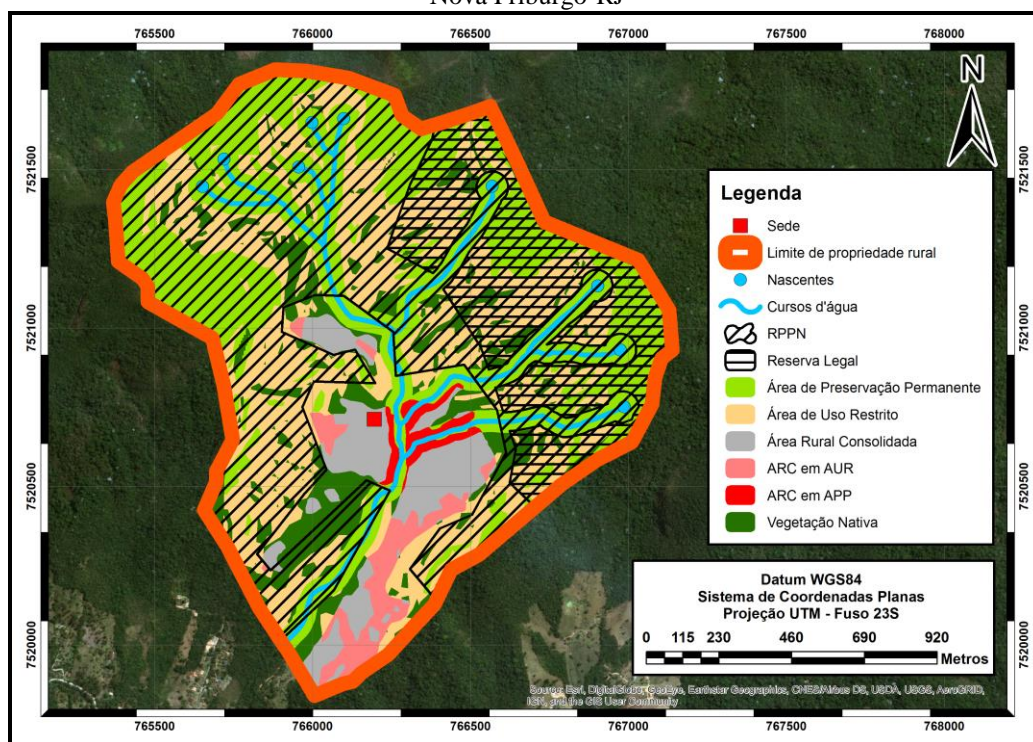 Nova Friburgo-RJ
765500 766000 766500 767000 767500 768000
7521500
7521000
7520500
7520000
7521500
7521000
7520500
7520000
N
Legenda
Sede
Limite de propriedade rural
Nascentes
Cursos d'água
RPPN
Reserva Legal
Área de Preservação Permanente
Área de Uso Restrito
Área Rural Consolidada
ARC em AUR
ARC em APP
Vegetação Nativa
Datum WGS84
Sistema de Coordenadas Planas
Projeção UTM - Fuso 23S
0 115 230 460 690 920
Metros
Source: Esri, DigitalGlobe, GeoEye, Earthstar Geographics, CNES/Airbus DS, USDA, USGS, AeroGRID,
IGN, and the GIS User Community
765500 766000 766500 767000 767500 768000